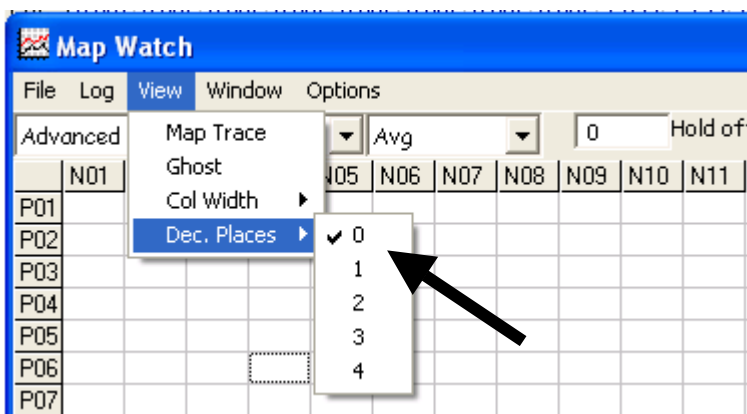 Map Watch
File Log View Window Options
Advanced Avg 0 Hold of
N01 N05 N06 N07 N08 N09 N10 N11
Map Trace
Ghost
Col Width
Dec. Places
0
1
2
3
4
P01
P02
P03
P04
P05
P06
P07